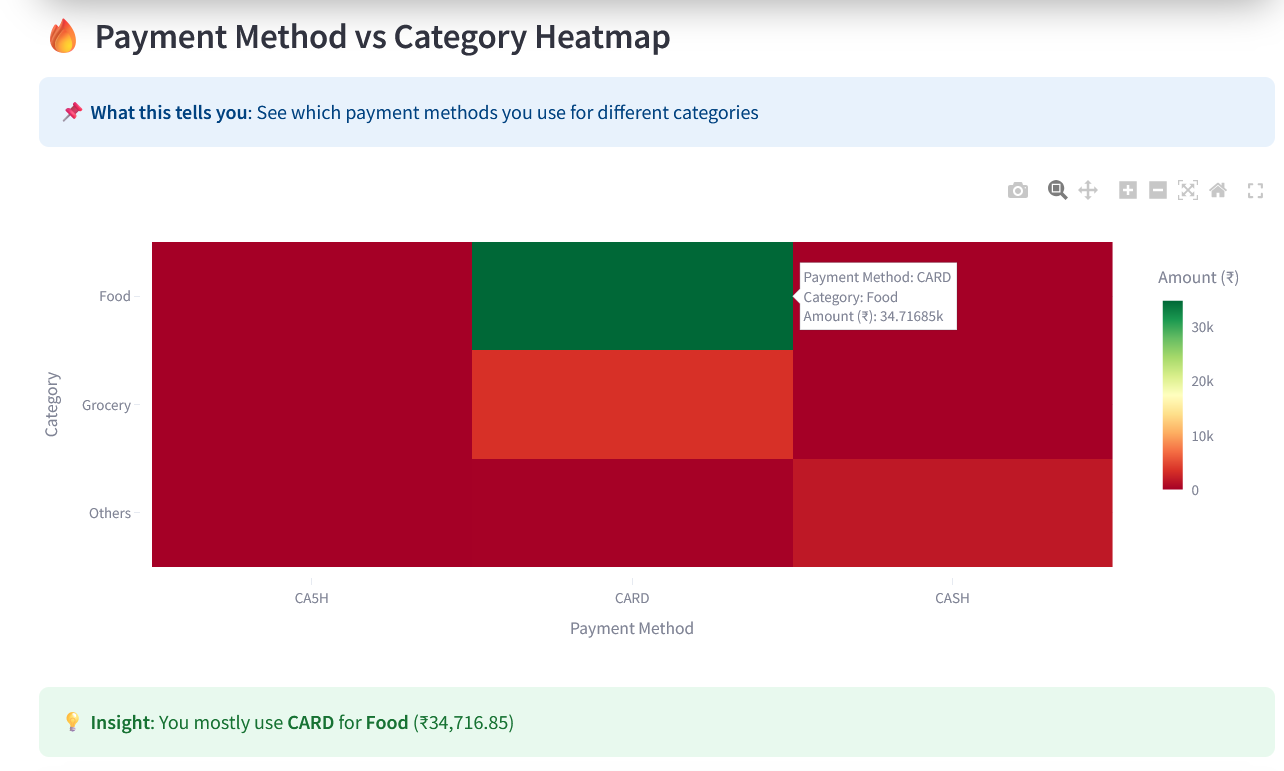 🔥 Payment Method vs Category Heatmap
📌 What this tells you: See which payment methods you use for different categories
Amount (₹)
Payment Method: CARD
Category: Food
Amount (₹): 34.71685k
30k
20k
10k
0
Category
Food
Grocery
Others
CA5H
CARD
CASH
Payment Method
💡 Insight: You mostly use CARD for Food (₹34,716.85)